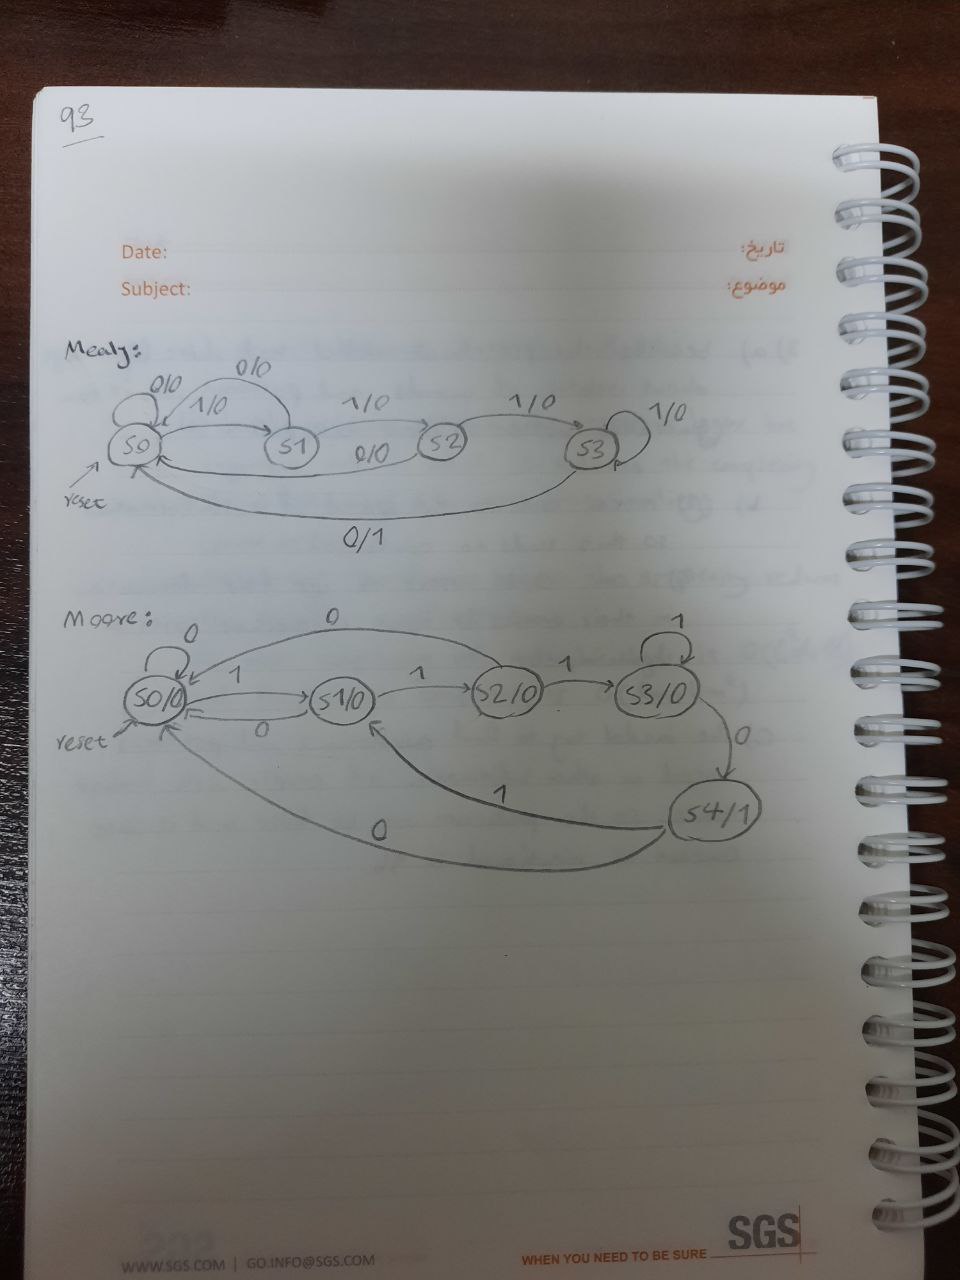 93
Date: تاريخ:
Subject: موضوع:
Mealy:
0/0
0/0
1/0
1/0
1/0
1/0
S0
S1
S2
S3
0/0
reset
0/1
Moore:
0
0
1
1
1
1
S0/0
S1/0
S2/0
S3/0
0
reset
0
1
S4/1
0
SGS
WWW.SGS.COM | GO.INFO@SGS.COM
WHEN YOU NEED TO BE SURE